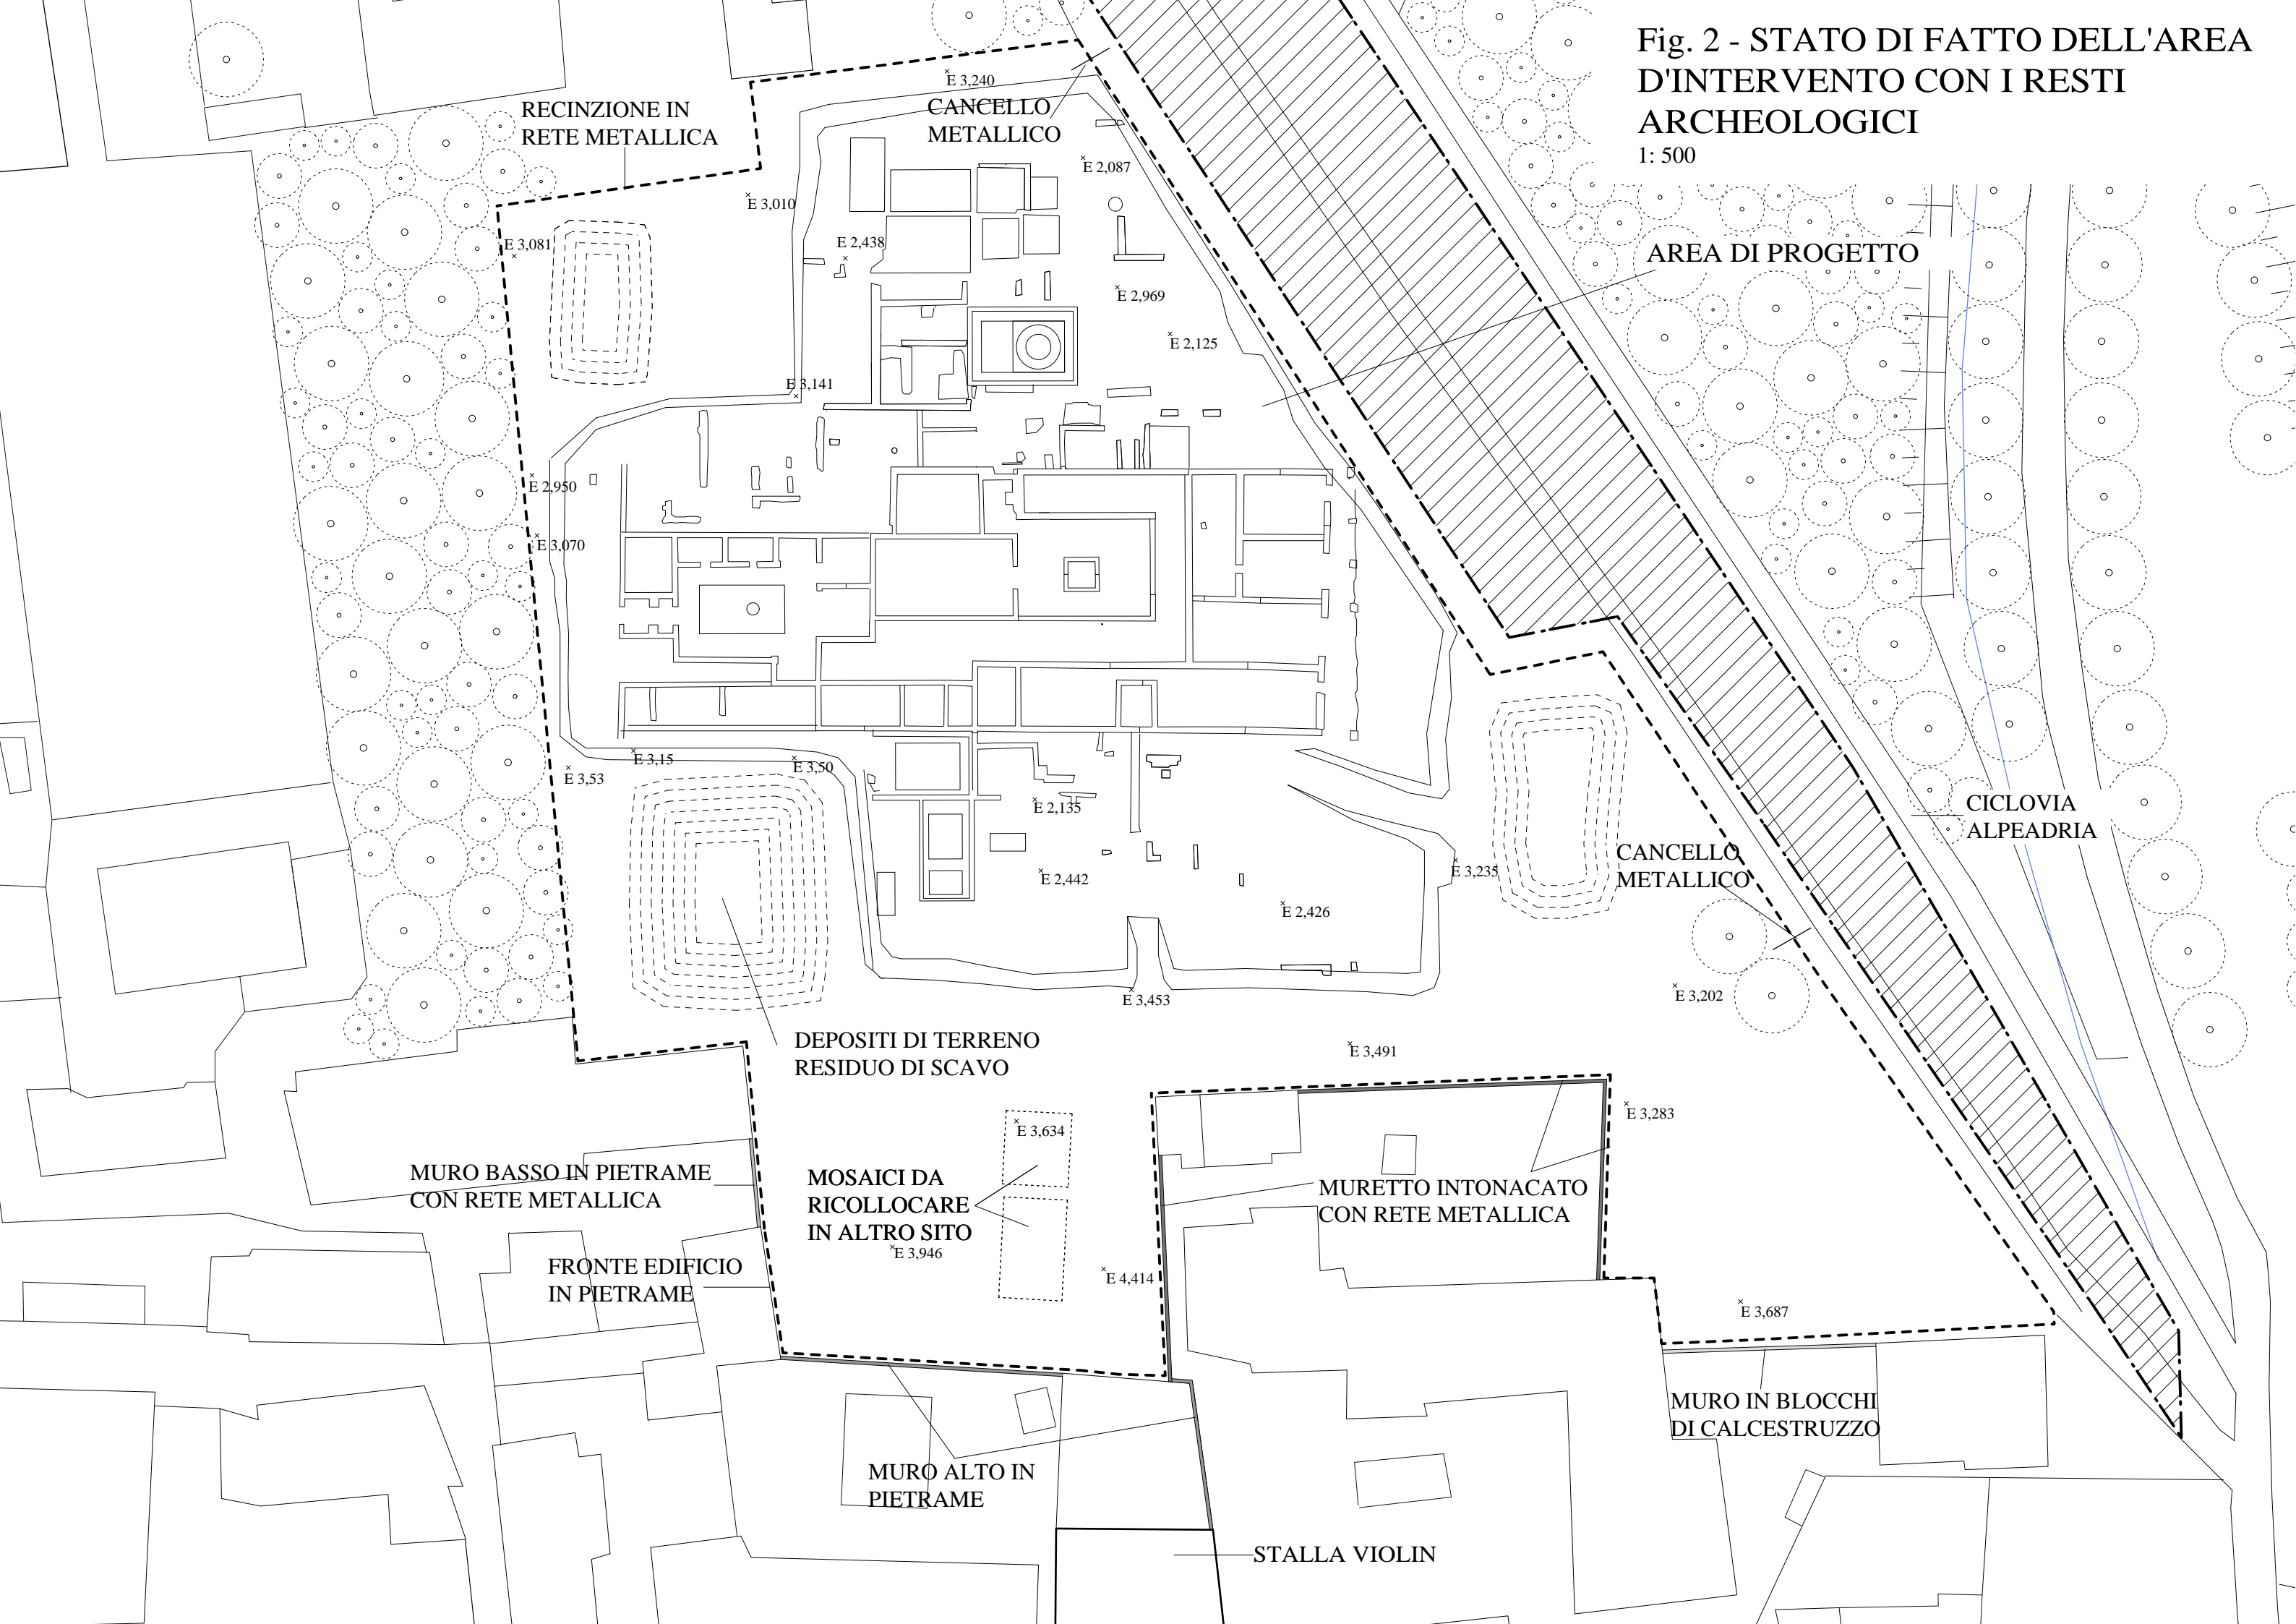 Fig. 2 - STATO DI FATTO DELL'AREA
D'INTERVENTO CON I RESTI
ARCHEOLOGICI
1: 500
E 3,240
RECINZIONE IN
RETE METALLICA
CANCELLO
METALLICO
E 2,087
E 3,010
E 3,081
E 2,438
AREA DI PROGETTO
E 2,969
E 2,125
E 3,141
E 2,950
E 3,070
E 3,15
E 3,53
E 3,50
E 2,135
CICLOVIA
ALPEADRIA
CANCELLO
METALLICO
E 3,235
E 2,442
E 2,426
E 3,453
E 3,202
DEPOSITI DI TERRENO
RESIDUO DI SCAVO
E 3,491
E 3,283
E 3,634
MURO BASSO IN PIETRAME
CON RETE METALLICA
MOSAICI DA
RICOLLOCARE
IN ALTRO SITO
E 3,946
MURETTO INTONACATO
CON RETE METALLICA
FRONTE EDIFICIO
IN PIETRAME
E 4,414
E 3,687
MURO IN BLOCCHI
DI CALCESTRUZZO
MURO ALTO IN
PIETRAME
STALLA VIOLIN